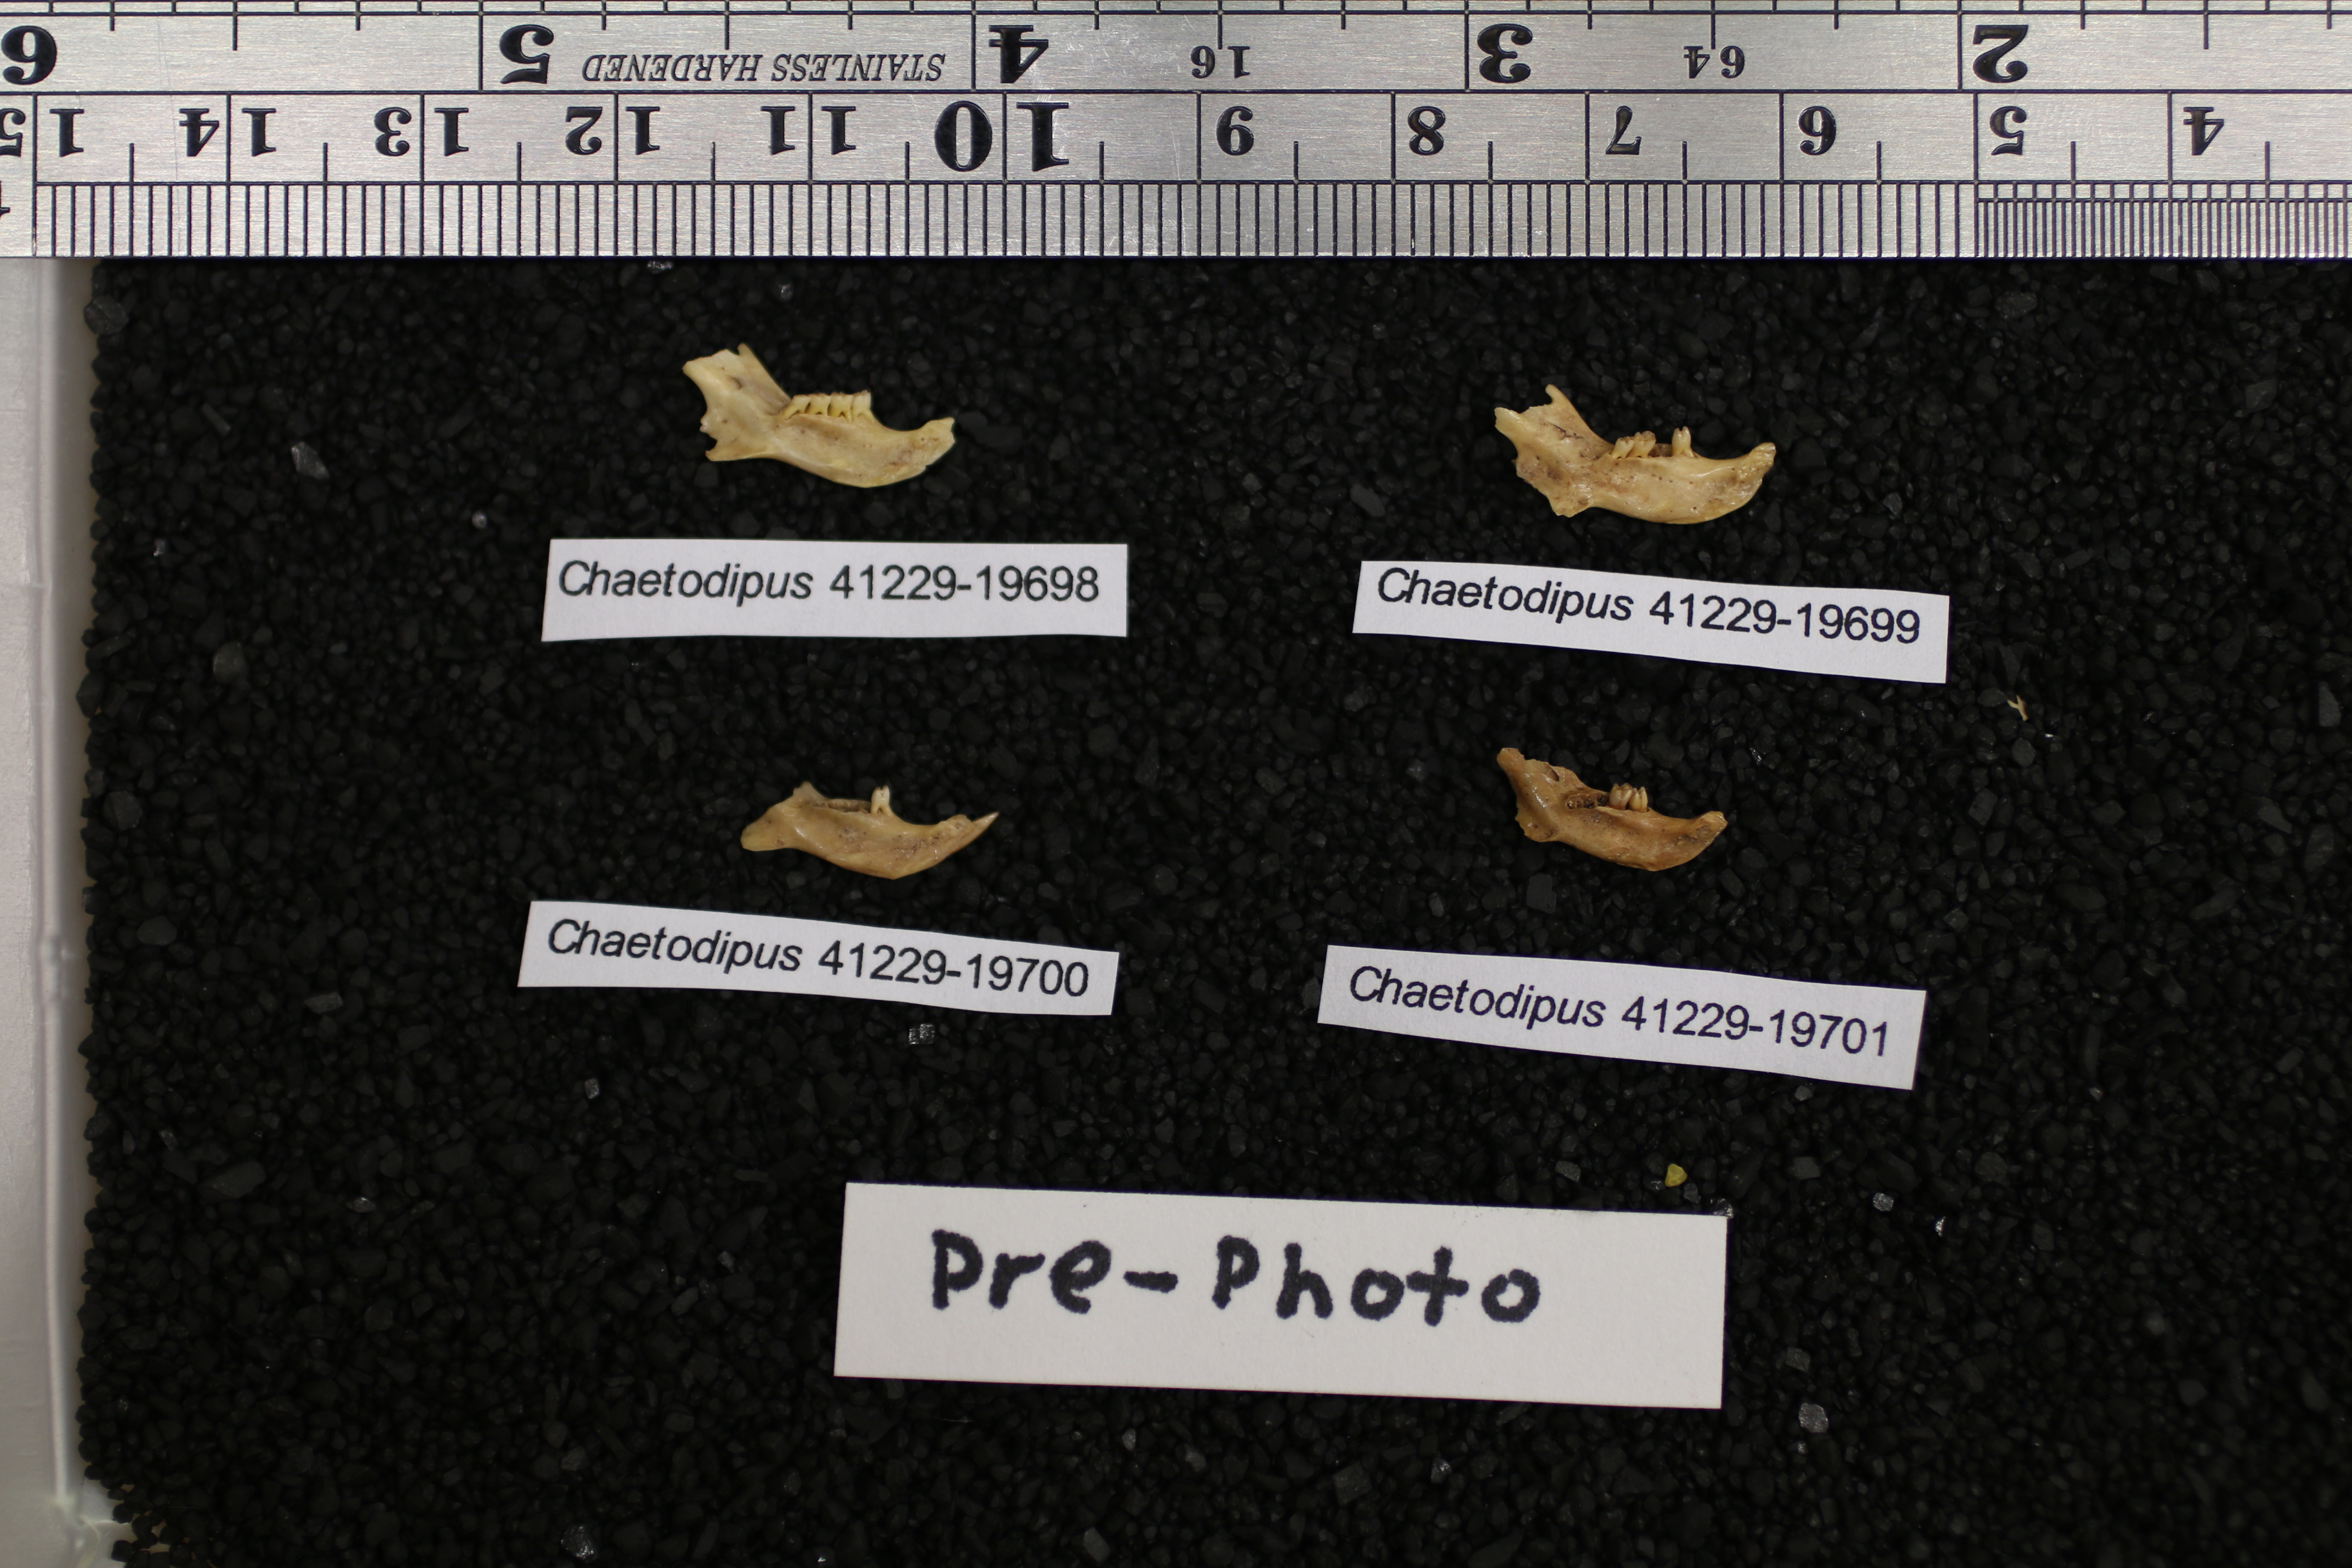 6 5 STAINLESS HARDENED 4 16 3 64 2
15 14 13 12 11 10 9 8 7 6 5 4
Chaetodipus 41229-19698
Chaetodipus 41229-19699
Chaetodipus 41229-19700
Chaetodipus 41229-19701
Pre-Photo